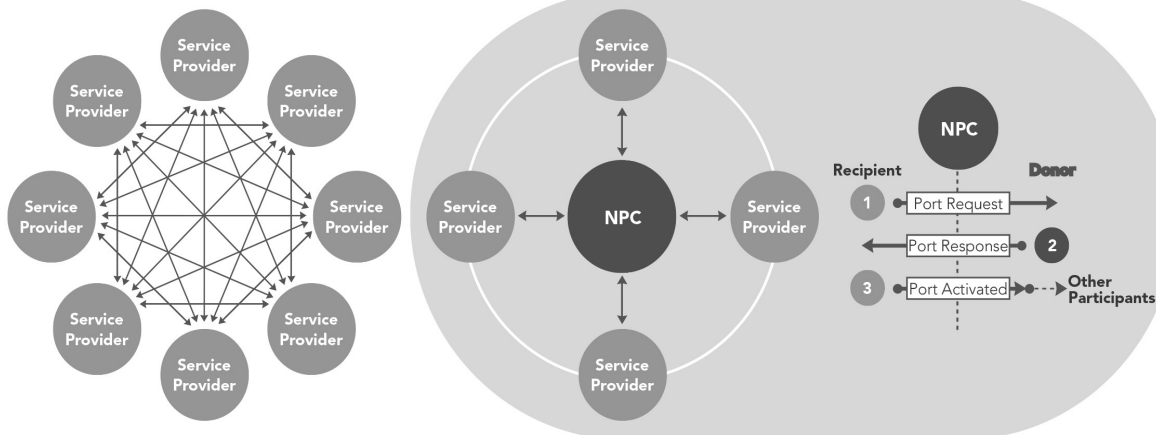 Service
Provider
Service
Provider
Service
Provider
Service
Provider
Service
Provider
Service
Provider
Service
Provider
Service
Provider
Service
Provider
Service
Provider
NPC
Service
Provider
Service
Provider
NPC
Recipient
Donor
1
Port Request
Port Response
2
3
Port Activated
Other
Participants